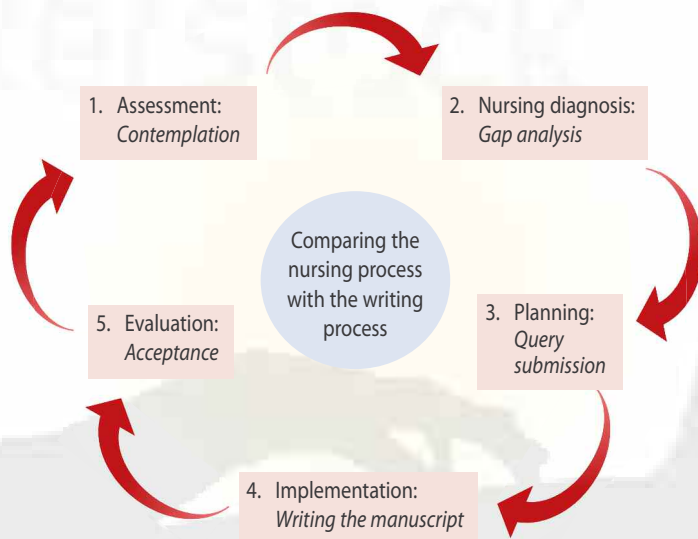 1. Assessment:
Contemplation
2. Nursing diagnosis:
Gap analysis
Comparing the
nursing process
with the writing
process
3. Planning:
Query
submission
5. Evaluation:
Acceptance
4. Implementation:
Writing the manuscript